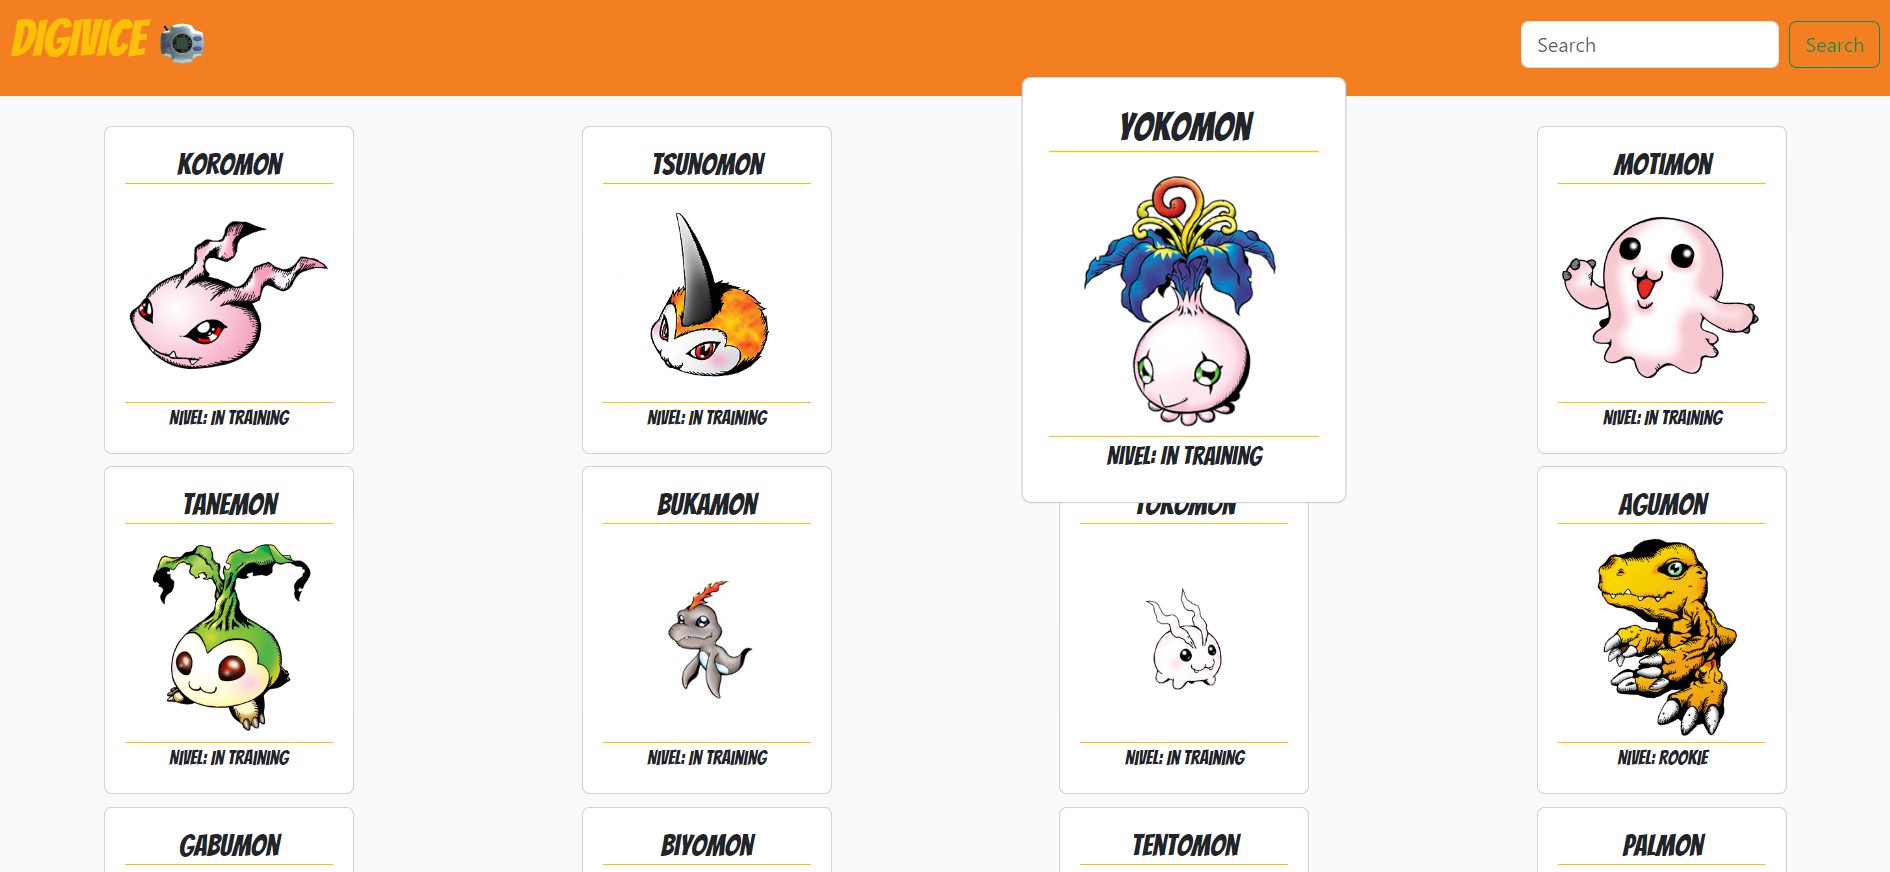 DIGIVICE
Search
Search
KOROMON
NIVEL: IN TRAINING
TSUNOMON
NIVEL: IN TRAINING
YOKOMON
NIVEL: IN TRAINING
MOTIMON
NIVEL: IN TRAINING
TANEMON
NIVEL: IN TRAINING
BUKAMON
NIVEL: IN TRAINING
TOKOMON
NIVEL: IN TRAINING
AGUMON
NIVEL: ROOKIE
GABUMON
BIYOMON
TENTOMON
PALMON